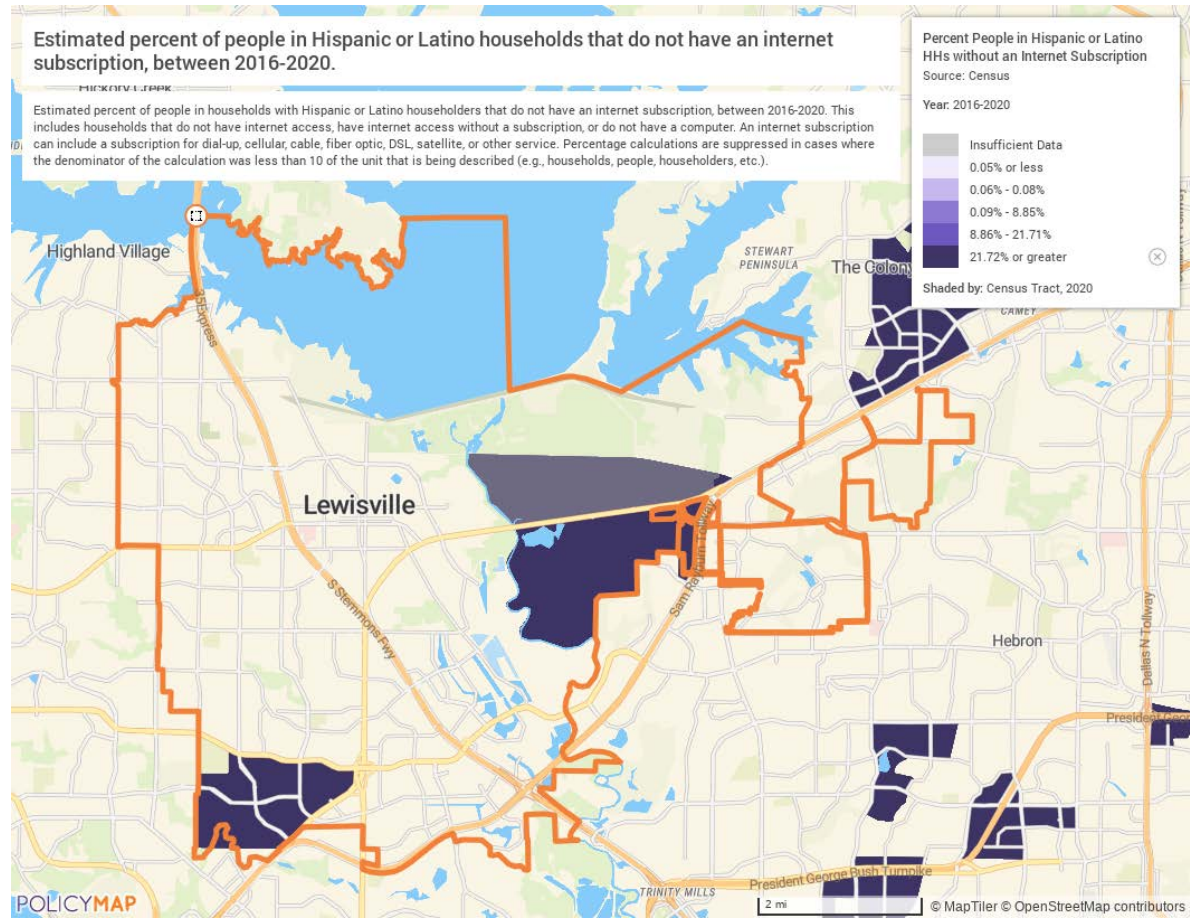 Estimated percent of people in Hispanic or Latino households that do not have an internet
subscription, between 2016-2020.
Hickory Creek
Estimated percent of people in households with Hispanic or Latino householders that do not have an internet subscription, between 2016-2020. This
includes households that do not have internet access, have internet access without a subscription, or do not have a computer. An internet subscription
can include a subscription for dial-up, cellular, cable, fiber optic, DSL, satellite, or other service. Percentage calculations are suppressed in cases where
the denominator of the calculation was less than 10 of the unit that is being described (e.g., households, people, householders, etc.).
Percent People in Hispanic or Latino
HHs without an Internet Subscription
Source: Census
Year: 2016-2020
Insufficient Data
0.05% or less
0.06% - 0.08%
0.09% - 8.85%
8.86% - 21.71%
21.72% or greater
Shaded by: Census Tract, 2020
Highland Village
STEWART
PENINSULA
The Colony
CAMEY
35Express
Lewisville
S Stemmons Fwy
Sam Rayburn Tollway
Hebron
Dallas N Tollway
President Geor
President George Bush Turnpike
TRINITY MILLS
POLICYMAP
2 mi
© MapTiler © OpenStreetMap contributors